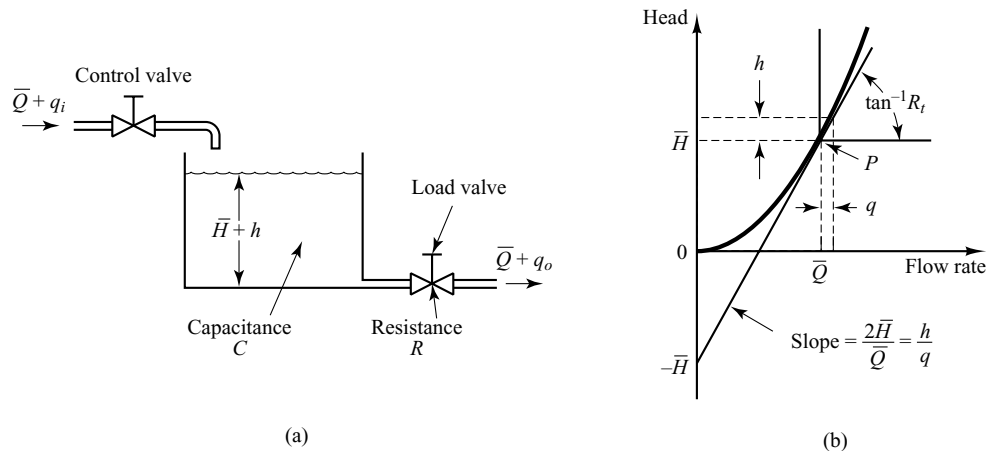 Control valve
Q̅ + qᵢ
Load valve
H̅ + h
Q̅ + qₒ
Capacitance
C
Resistance
R
(a)
Head
h
tan⁻¹Rₜ
H̅
P
q
0
Q̅
Flow rate
Slope = 2H̅/Q̅ = h/q
–H̅
(b)